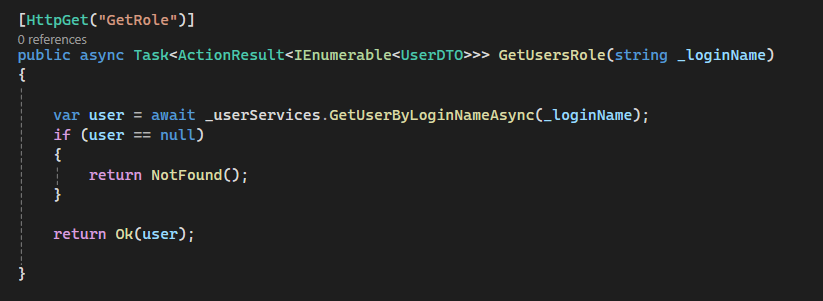 [HttpGet("GetRole")]
0 references
public async Task<ActionResult<IEnumerable<UserDTO>>> GetUsersRole(string _loginName)
{
var user = await _userServices.GetUserByLoginNameAsync(_loginName);
if (user == null)
{
return NotFound();
}
return Ok(user);
}